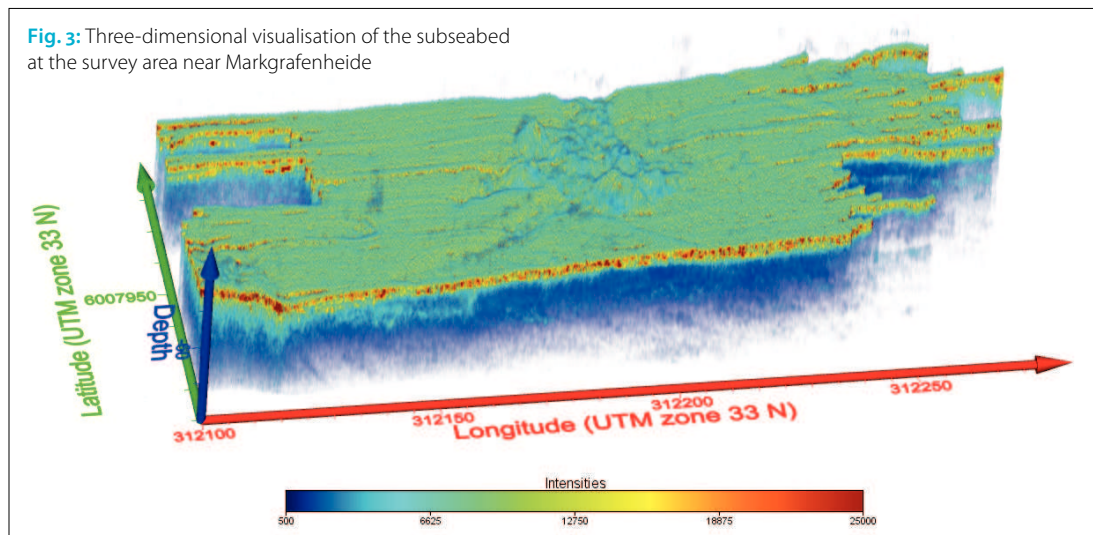 Fig. 3: Three-dimensional visualisation of the subseabed
at the survey area near Markgrafenheide
Latitude (UTM zone 33 N)
6007950
Depth
312100
312150
312200
312250
Longitude (UTM zone 33 N)
Intensities
500
6625
12750
18875
25000